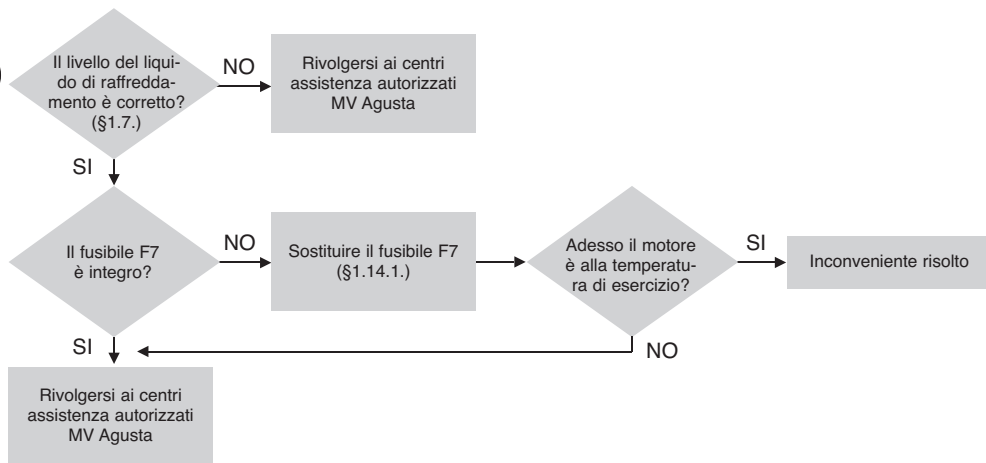 Il livello del liqui-
do di raffredda-
mento è corretto?
(§1.7.)
NO
Rivolgersi ai centri
assistenza autorizzati
MV Agusta
SI
Il fusibile F7
è integro?
NO
Sostituire il fusibile F7
(§1.14.1.)
Adesso il motore
è alla temperatu-
ra di esercizio?
SI
Inconveniente risolto
SI
NO
Rivolgersi ai centri
assistenza autorizzati
MV Agusta